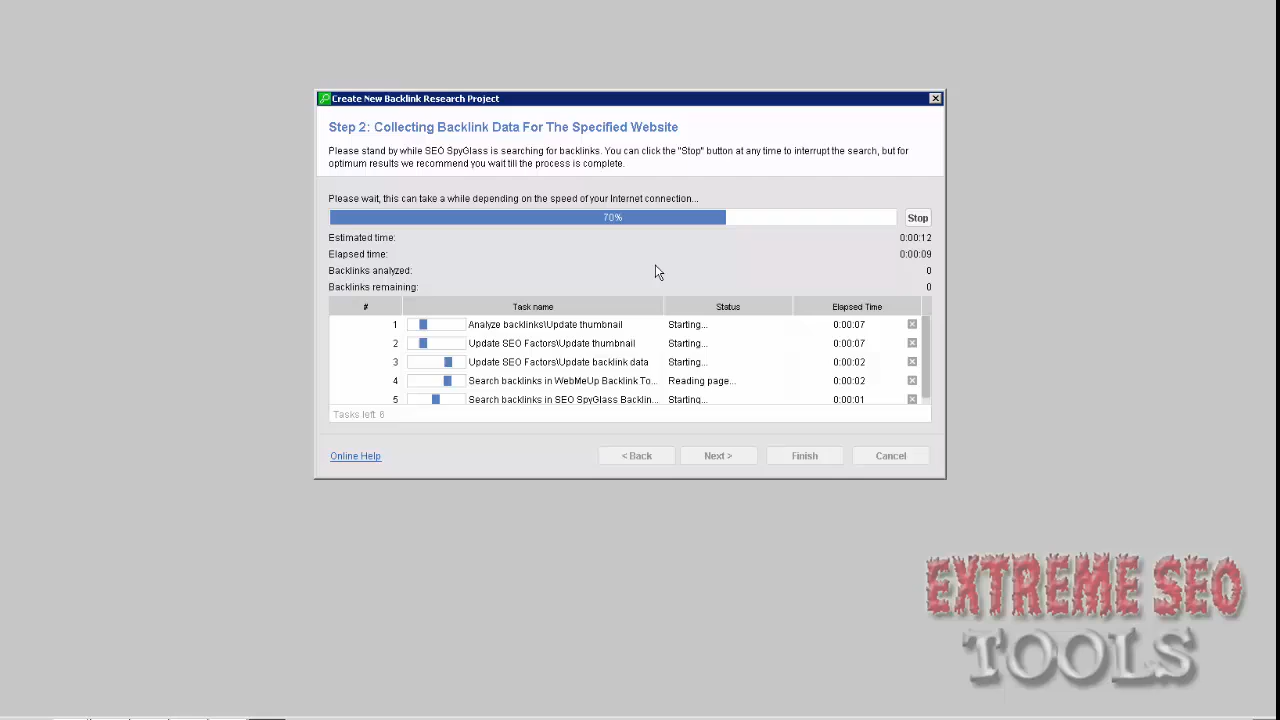 Create New Backlink Research Project
Step 2: Collecting Backlink Data For The Specified Website
Please stand by while SEO SpyGlass is searching for backlinks. You can click the "Stop" button at any time to interrupt the search, but for
optimum results we recommend you wait till the process is complete.
Please wait, this can take a while depending on the speed of your Internet connection...
70% Stop
Estimated time: 0:00:12
Elapsed time: 0:00:09
Backlinks analyzed: 0
Backlinks remaining: 0
# Task name Status Elapsed Time
1 Analyze backlinks\Update thumbnail Starting... 0:00:07
2 Update SEO Factors\Update thumbnail Starting... 0:00:07
3 Update SEO Factors\Update backlink data Starting... 0:00:02
4 Search backlinks in WebMeUp Backlink To... Reading page... 0:00:02
5 Search backlinks in SEO SpyGlass Backlin... Starting... 0:00:01
Tasks left: 6
Online Help < Back Next > Finish Cancel
EXTREME SEO
TOOLS